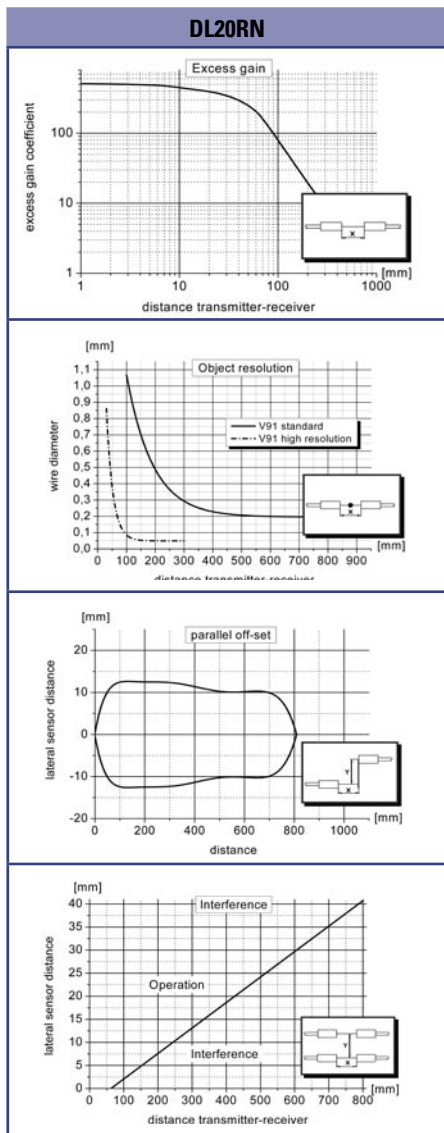 DL20RN
Excess gain
excess gain coefficient
100
10
1
1 10 100 1000
[mm]
distance transmitter-receiver
[mm]
Object resolution
wire diameter
1,1
1,0
0,9
0,8
0,7
0,6
0,5
0,4
0,3
0,2
0,1
0,0
V91 standard
V91 high resolution
X
0 100 200 300 400 500 600 700 800 900
[mm]
distance transmitter-receiver
[mm]
parallel off-set
lateral sensor distance
20
10
0
-10
-20
Y
X
0 200 400 600 800 1000
[mm]
distance
[mm]
Interference
lateral sensor distance
40
35
30
25
20
15
10
5
0
Operation
Interference
Y
X
0 100 200 300 400 500 600 700 800
[mm]
distance transmitter-receiver
X